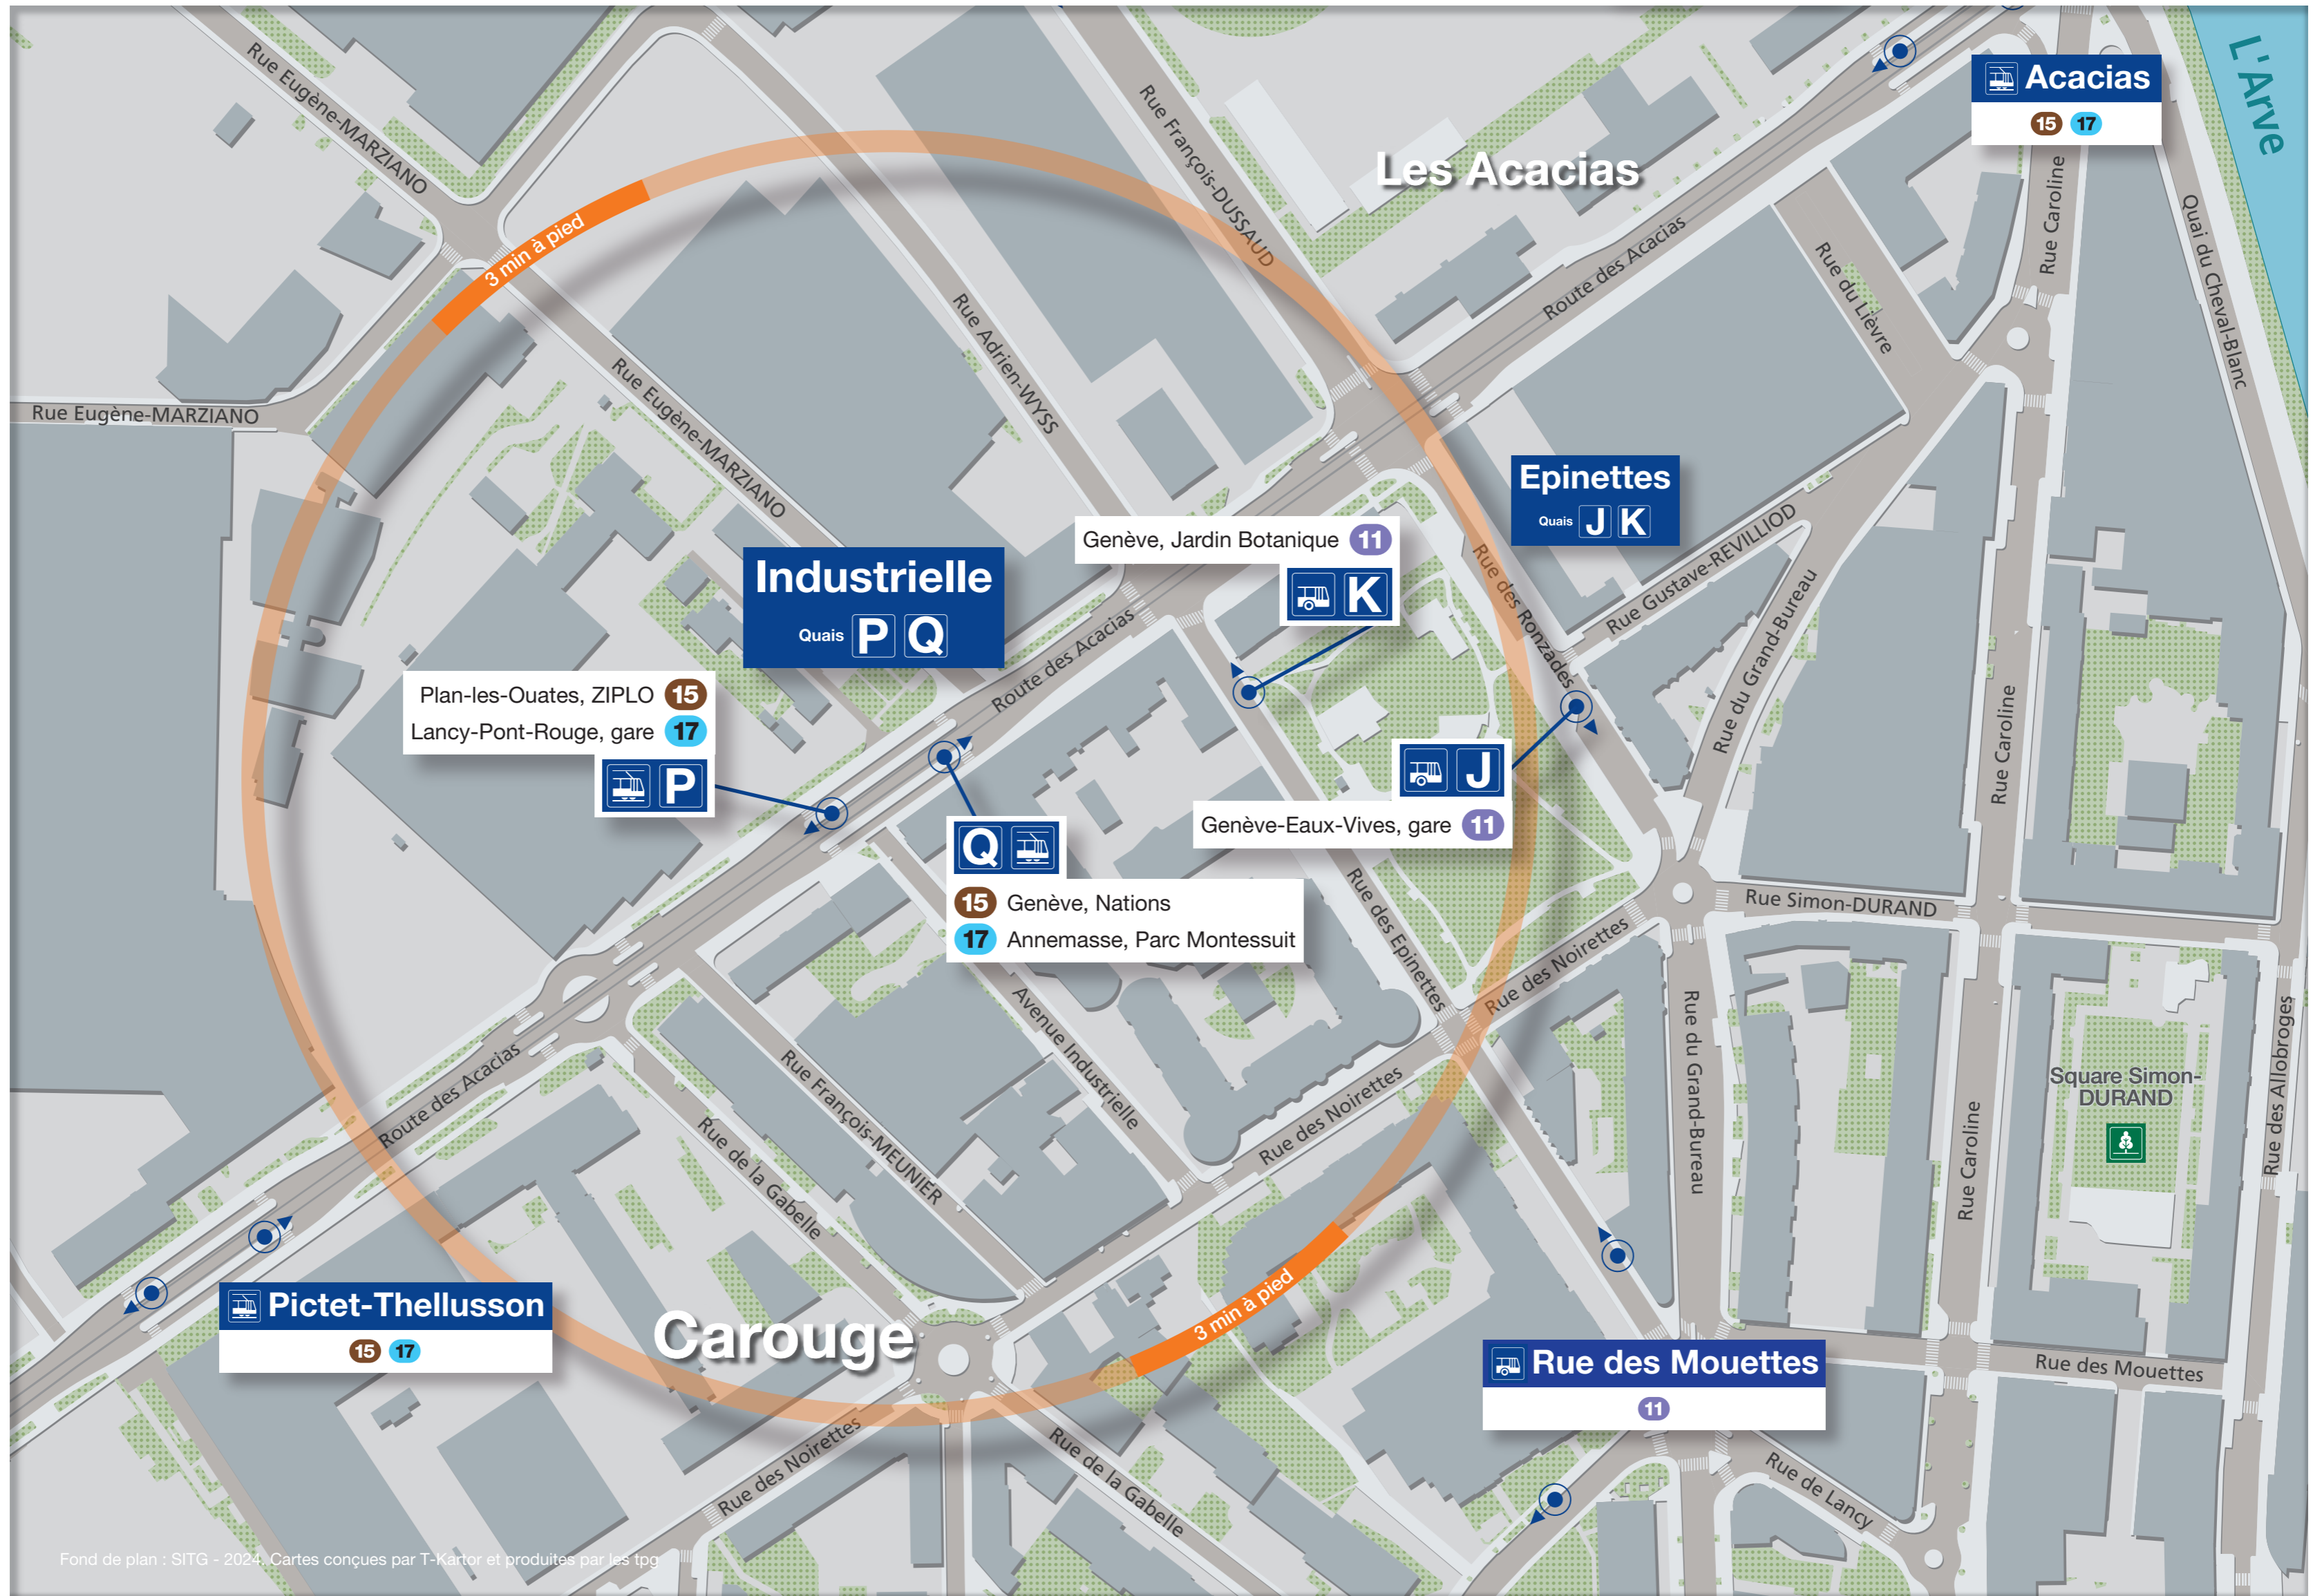 Rue Eugène-MARZIANO
Rue François-DUSSAUD
Les Acacias
Acacias
15 17
L'Arve
Rue Caroline
Quai du Cheval-Blanc
3 min à pied
Route des Acacias
Rue du Lièvre
Rue Adrien-WYSS
Rue Eugène-MARZIANO
Rue Eugène-MARZIANO
Epinettes
Quais J K
Genève, Jardin Botanique 11
K
Industrielle
Quais P Q
Rue des Ronzades
Rue Gustave-REVILLIOD
Rue du Grand-Bureau
Route des Acacias
Plan-les-Ouates, ZIPLO 15
Lancy-Pont-Rouge, gare 17
P
J
Genève-Eaux-Vives, gare 11
Q
15 Genève, Nations
17 Annemasse, Parc Montessuit
Rue Caroline
Rue des Epinettes
Rue Simon-DURAND
Rue des Noirettes
Avenue Industrielle
Route des Acacias
Rue François-MEUNIER
Rue de la Gabelle
Rue des Noirettes
Rue du Grand-Bureau
Rue Caroline
Square Simon-
DURAND
Rue des Allobroges
Pictet-Thellusson
15 17
Carouge
3 min à pied
Rue des Mouettes
11
Rue des Mouettes
Rue des Noirettes
Rue de la Gabelle
Rue de Lancy
Fond de plan : SITG - 2024. Cartes conçues par T-Kartor et produites par les tpg